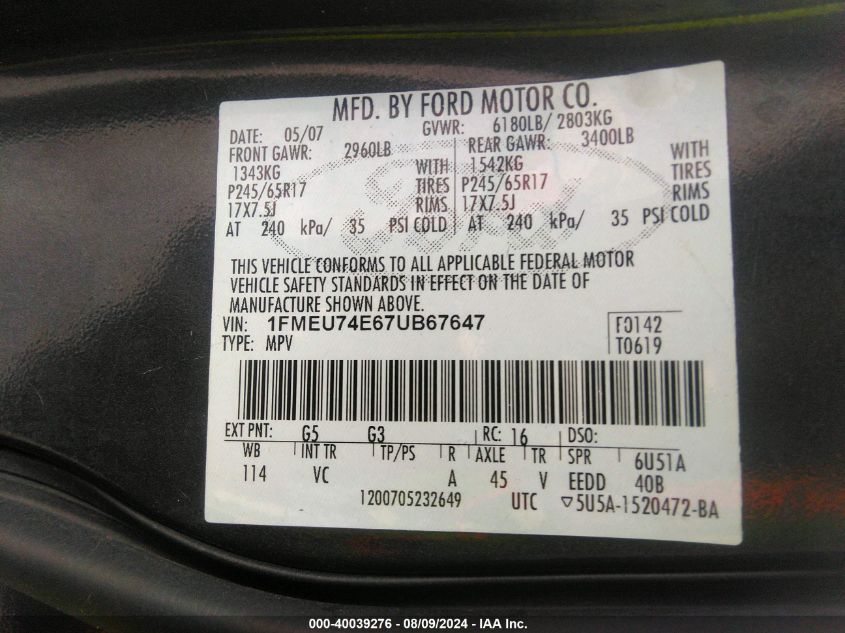 MFD. BY FORD MOTOR CO.
DATE: 05/07 GVWR: 6180LB/ 2803KG
FRONT GAWR: 2960LB REAR GAWR: 3400LB
1343KG WITH 1542KG WITH
P245/65R17 TIRES P245/65R17 TIRES
17X7.5J RIMS 17X7.5J RIMS
AT 240 kPa/ 35 PSI COLD AT 240 kPa/ 35 PSI COLD
THIS VEHICLE CONFORMS TO ALL APPLICABLE FEDERAL MOTOR
VEHICLE SAFETY STANDARDS IN EFFECT ON THE DATE OF
MANUFACTURE SHOWN ABOVE.
VIN: 1FMEU74E67UB67647 F0142
TYPE: MPV T0619
EXT PNT: G5 G3 RC: 16 DSO:
WB INT TR TP/PS R AXLE TR SPR 6U51A
114 VC A 45 V EEDD 40B
1200705232649 UTC ▽5U5A-1520472-BA
000-40039276 - 08/09/2024 - IAA Inc.